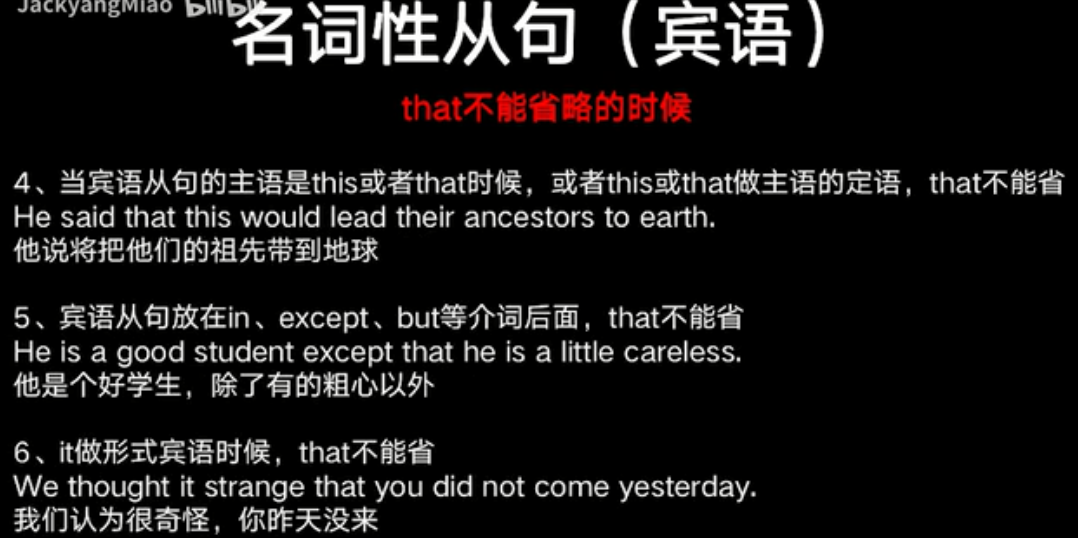 JackyangMiao bilibili
名词性从句（宾语）
that不能省略的时候
4、当宾语从句的主语是this或者that时候，或者this或that做主语的定语，that不能省
He said that this would lead their ancestors to earth.
他说将把他们的祖先带到地球
5、宾语从句放在in、except、but等介词后面，that不能省
He is a good student except that he is a little careless.
他是个好学生，除了有的粗心以外
6、it做形式宾语时候，that不能省
We thought it strange that you did not come yesterday.
我们认为很奇怪，你昨天没来